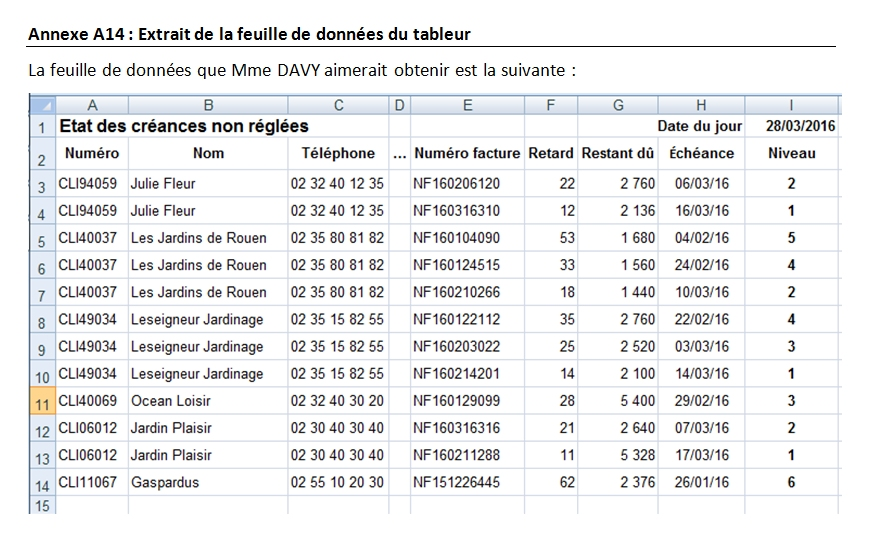 Annexe A14 : Extrait de la feuille de données du tableur
La feuille de données que Mme DAVY aimerait obtenir est la suivante :
A B C D E F G H I
1 Etat des créances non réglées Date du jour 28/03/2016
2 Numéro Nom Téléphone ... Numéro facture Retard Restant dû Échéance Niveau
3 CLI94059 Julie Fleur 02 32 40 12 35 NF160206120 22 2 760 06/03/16 2
4 CLI94059 Julie Fleur 02 32 40 12 35 NF160316310 12 2 136 16/03/16 1
5 CLI40037 Les Jardins de Rouen 02 35 80 81 82 NF160104090 53 1 680 04/02/16 5
6 CLI40037 Les Jardins de Rouen 02 35 80 81 82 NF160124515 33 1 560 24/02/16 4
7 CLI40037 Les Jardins de Rouen 02 35 80 81 82 NF160210266 18 1 440 10/03/16 2
8 CLI49034 Leseigneur Jardinage 02 35 15 82 55 NF160122112 35 2 760 22/02/16 4
9 CLI49034 Leseigneur Jardinage 02 35 15 82 55 NF160203022 25 2 520 03/03/16 3
10 CLI49034 Leseigneur Jardinage 02 35 15 82 55 NF160214201 14 2 100 14/03/16 1
11 CLI40069 Ocean Loisir 02 32 40 30 20 NF160129099 28 5 400 29/02/16 3
12 CLI06012 Jardin Plaisir 02 30 40 30 40 NF160316316 21 2 640 07/03/16 2
13 CLI06012 Jardin Plaisir 02 30 40 30 40 NF160211288 11 5 328 17/03/16 1
14 CLI11067 Gaspardus 02 55 10 20 30 NF151226445 62 2 376 26/01/16 6
15